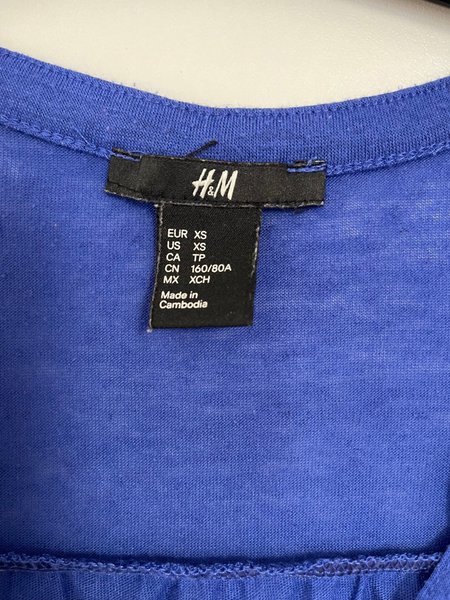 H&M
EUR XS
US XS
CA TP
CN 160/80A
MX XCH
Made in
Cambodia